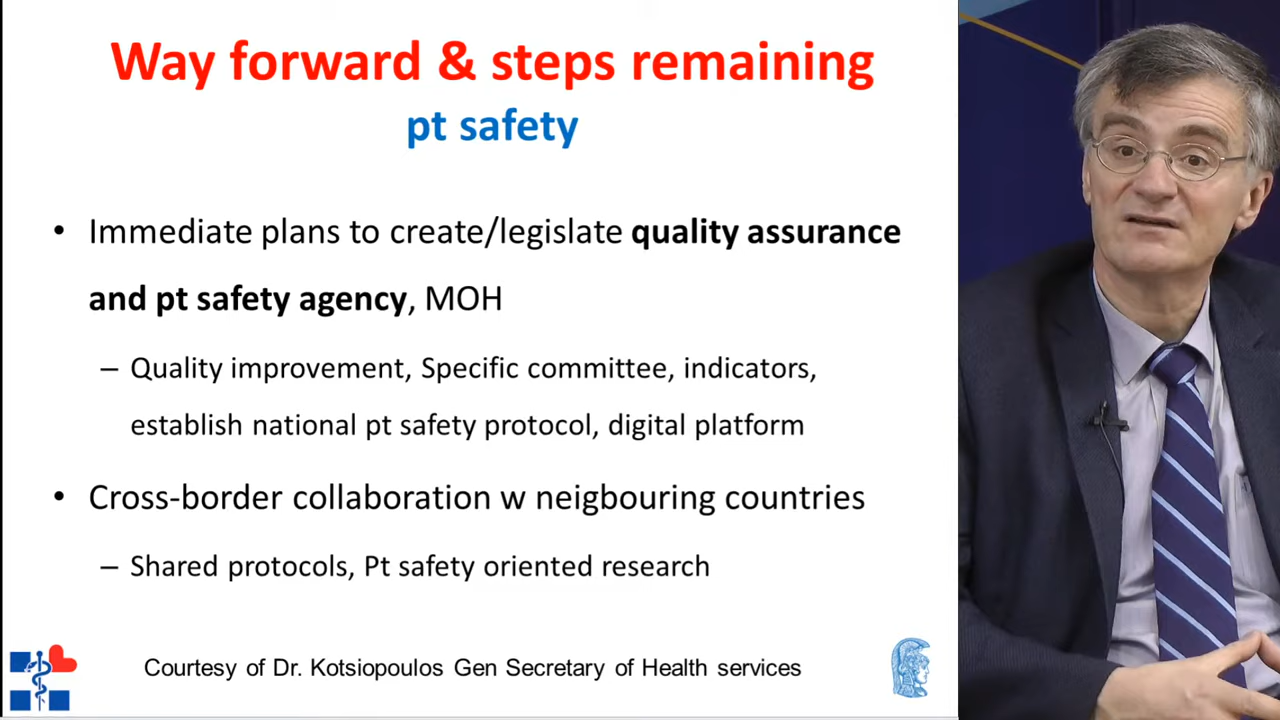 Way forward & steps remaining
pt safety
• Immediate plans to create/legislate quality assurance
and pt safety agency, MOH
– Quality improvement, Specific committee, indicators,
establish national pt safety protocol, digital platform
• Cross-border collaboration w neigbouring countries
– Shared protocols, Pt safety oriented research
Courtesy of Dr. Kotsiopoulos Gen Secretary of Health services